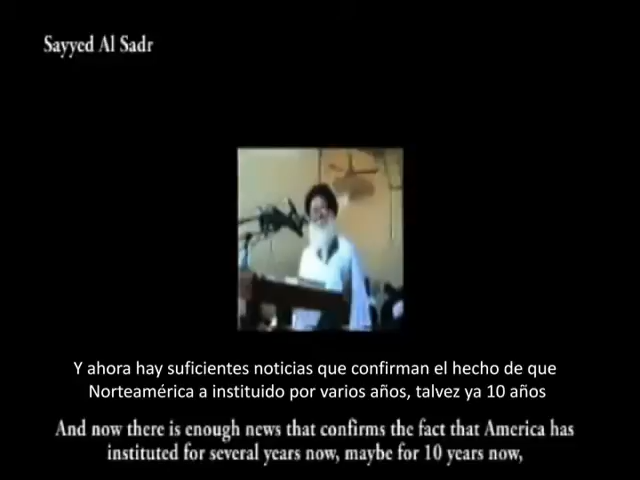 Sayyed Al Sadr
Y ahora hay suficientes noticias que confirman el hecho de que
Norteamérica a instituido por varios años, talvez ya 10 años
And now there is enough news that confirms the fact that America has
instituted for several years now, maybe for 10 years now,